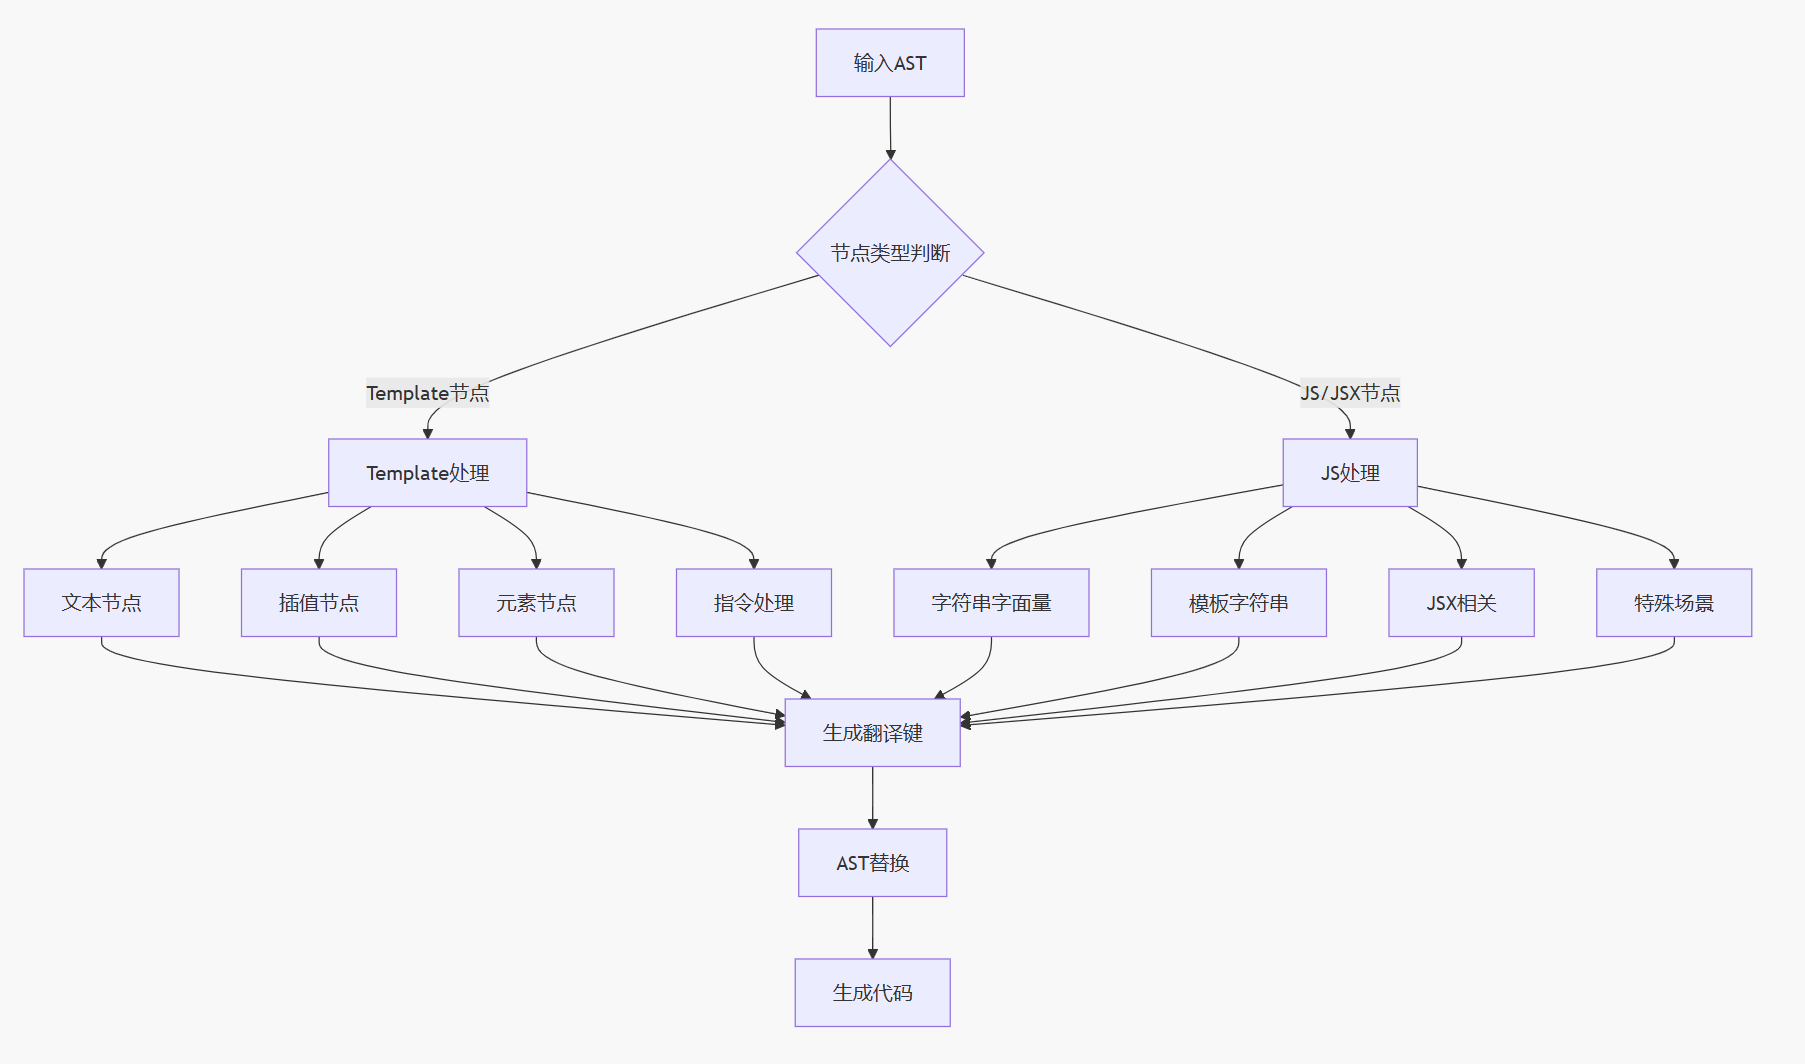 输入AST
节点类型判断
Template节点
JS/JSX节点
Template处理
JS处理
文本节点
插值节点
元素节点
指令处理
字符串字面量
模板字符串
JSX相关
特殊场景
生成翻译键
AST替换
生成代码